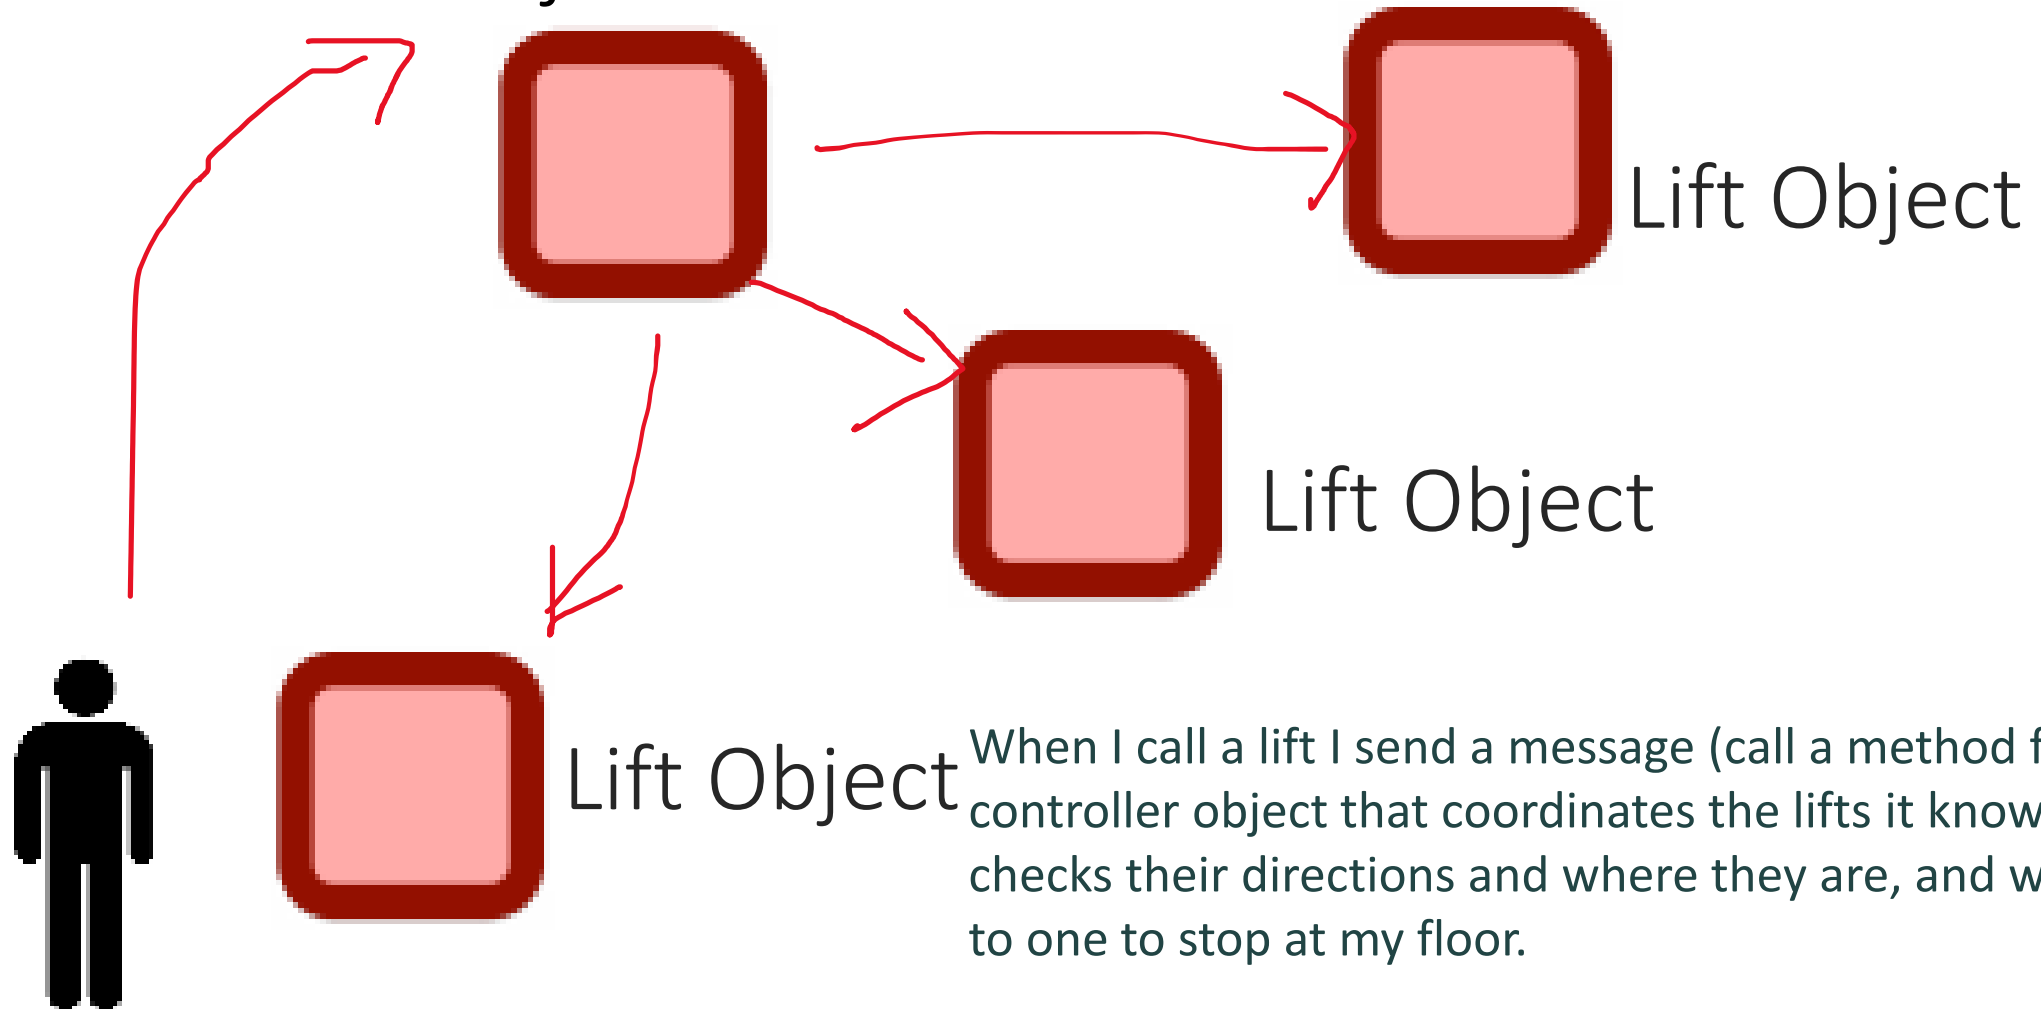 Lift Object
Lift Object
Lift Object
When I call a lift I send a message (call a method
controller object that coordinates the lifts it
checks their directions and where they are, and
to one to stop at my floor.